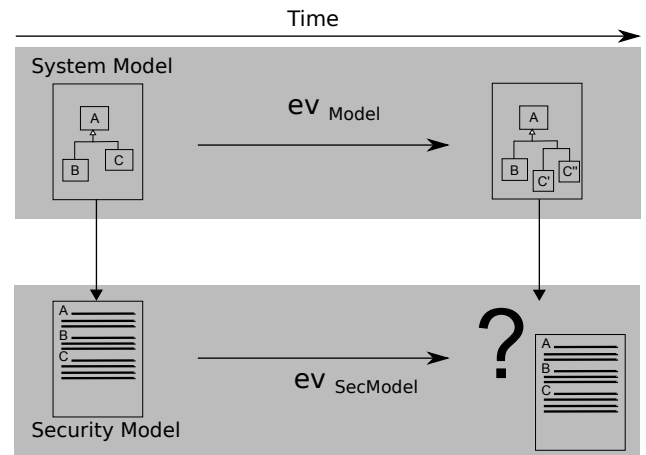 Time
System Model
A
B
C
ev Model
A
B
C'
C"
A
B
C
Security Model
ev SecModel
?
A
B
C